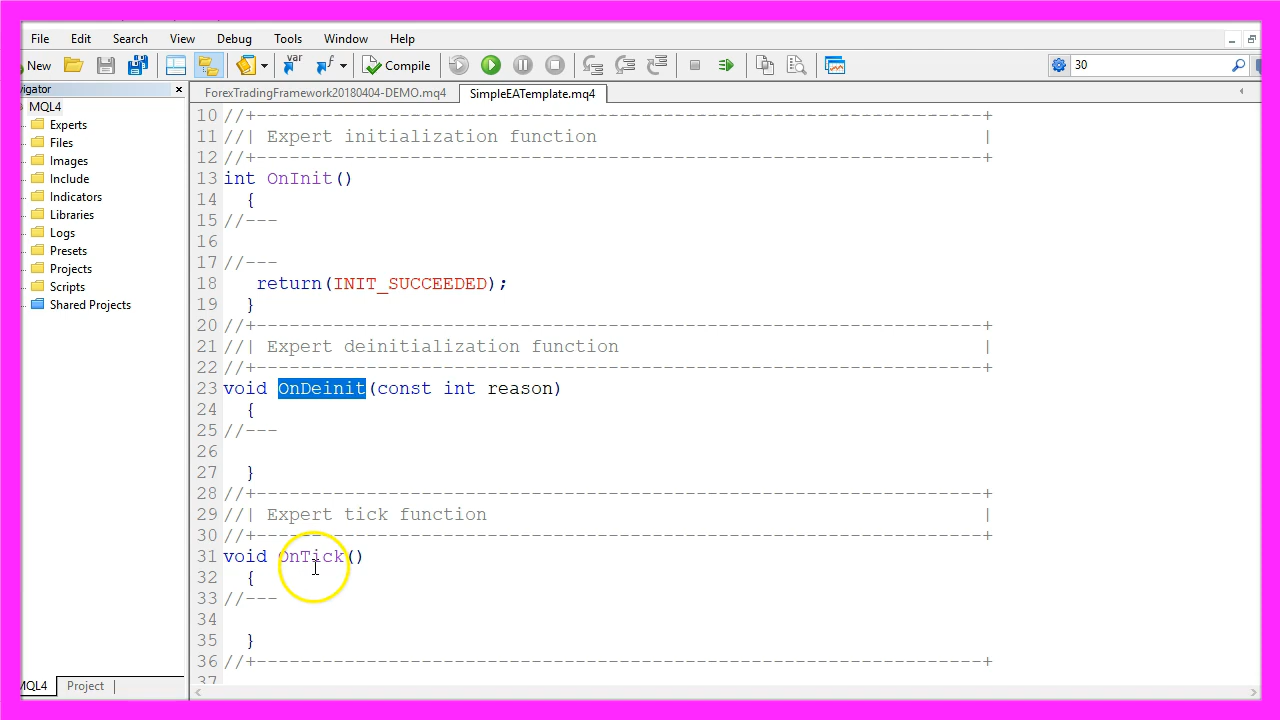 File Edit Search View Debug Tools Window Help
New var f Compile 30
vigator
MQL4
Experts
Files
Images
Include
Indicators
Libraries
Logs
Presets
Projects
Scripts
Shared Projects
MQL4 Project
ForexTradingFramework20180404-DEMO.mq4 SimpleEATemplate.mq4
10 //+------------------------------------------------------------------+
11 //| Expert initialization function                                   |
12 //+------------------------------------------------------------------+
13 int OnInit()
14   {
15 //---
16
17 //---
18    return(INIT_SUCCEEDED);
19   }
20 //+------------------------------------------------------------------+
21 //| Expert deinitialization function                                 |
22 //+------------------------------------------------------------------+
23 void OnDeinit(const int reason)
24   {
25 //---
26
27   }
28 //+------------------------------------------------------------------+
29 //| Expert tick function                                             |
30 //+------------------------------------------------------------------+
31 void OnTick()
32   {
33 //---
34
35   }
36 //+------------------------------------------------------------------+
37